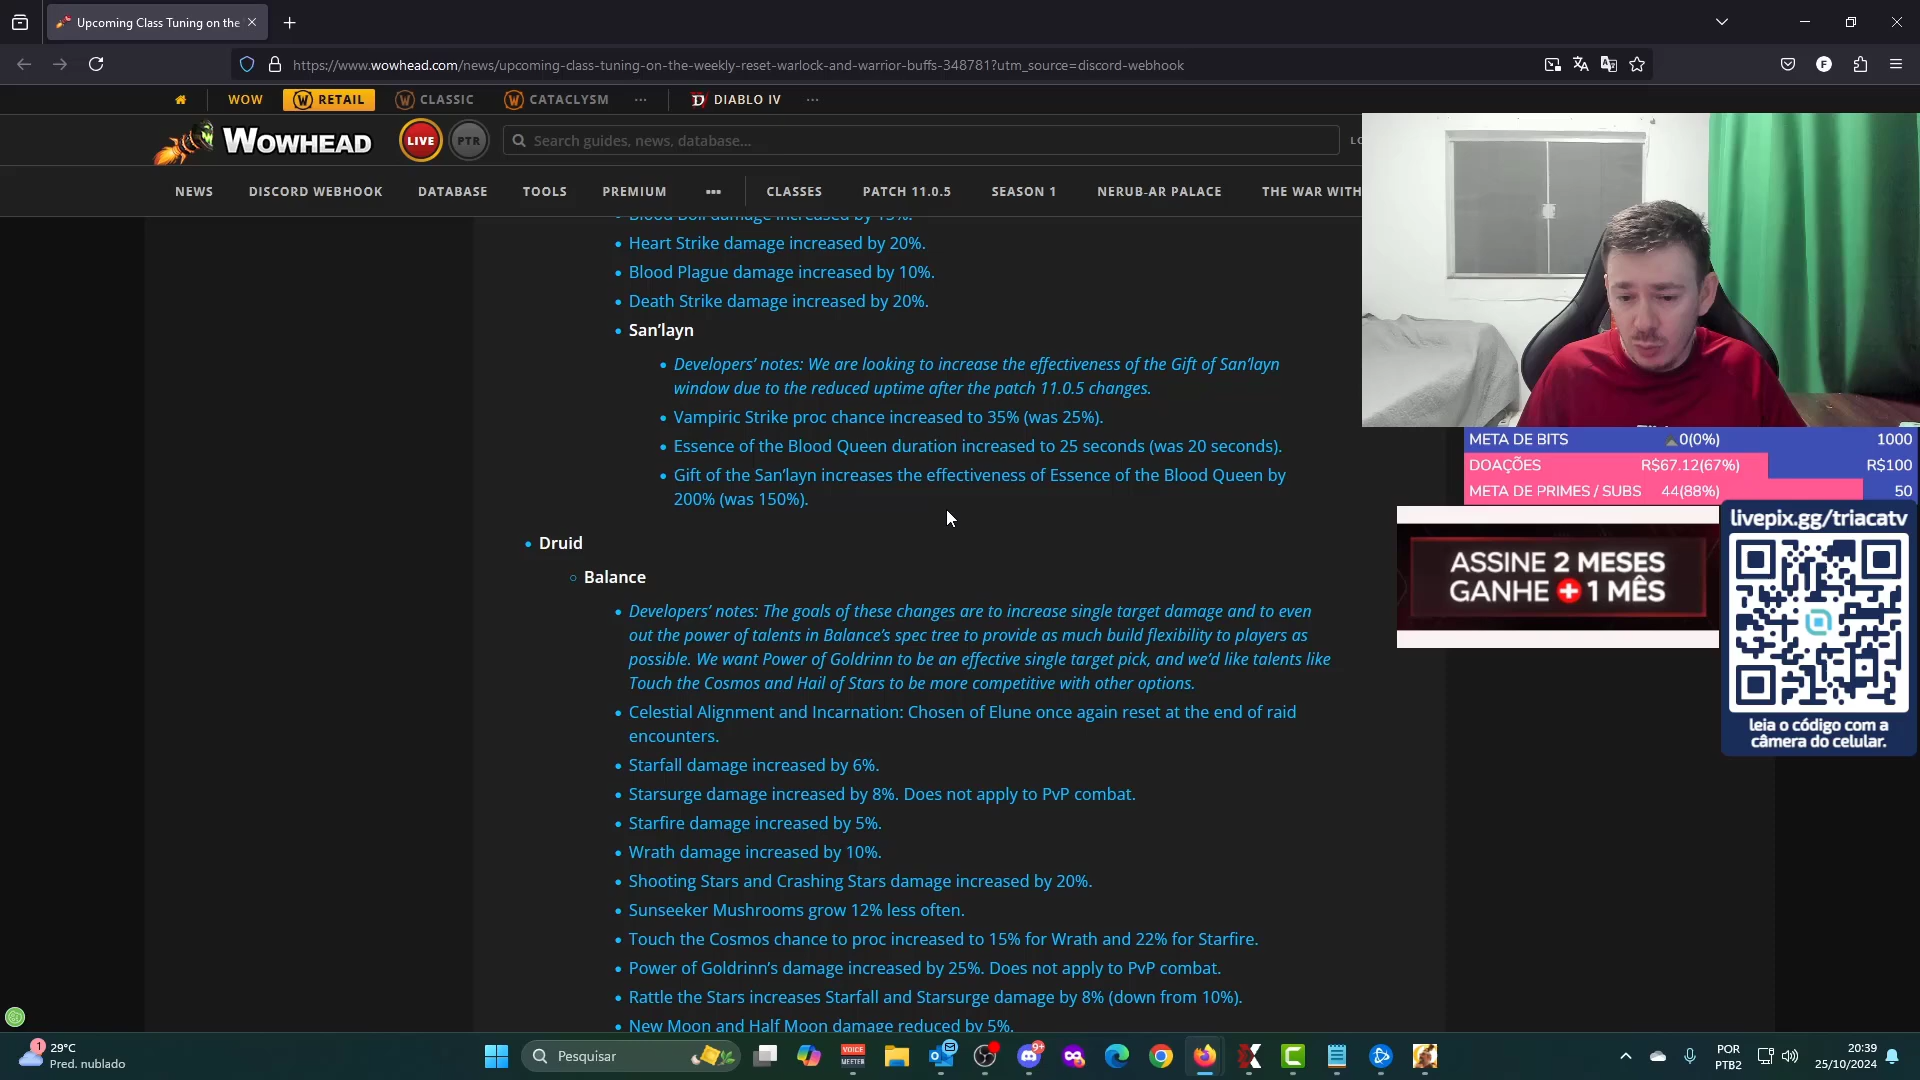 Upcoming Class Tuning on the
https://www.wowhead.com/news/upcoming-class-tuning-on-the-weekly-reset-warlock-and-warrior-buffs-348781?utm_source=discord-webhook
WOW
RETAIL
CLASSIC
CATACLYSM
DIABLO IV
WOWHEAD
LIVE
PTR
Search guides, news, database...
NEWS
DISCORD WEBHOOK
DATABASE
TOOLS
PREMIUM
CLASSES
PATCH 11.0.5
SEASON 1
NERUB-AR PALACE
THE WAR WITH
Blood Boil damage increased by 15%.
• Heart Strike damage increased by 20%.
• Blood Plague damage increased by 10%.
• Death Strike damage increased by 20%.
• San’layn
• Developers’ notes: We are looking to increase the effectiveness of the Gift of San’layn
window due to the reduced uptime after the patch 11.0.5 changes.
• Vampiric Strike proc chance increased to 35% (was 25%).
• Essence of the Blood Queen duration increased to 25 seconds (was 20 seconds).
• Gift of the San’layn increases the effectiveness of Essence of the Blood Queen by
200% (was 150%).
• Druid
○ Balance
• Developers’ notes: The goals of these changes are to increase single target damage and to even
out the power of talents in Balance’s spec tree to provide as much build flexibility to players as
possible. We want Power of Goldrinn to be an effective single target pick, and we’d like talents like
Touch the Cosmos and Hail of Stars to be more competitive with other options.
• Celestial Alignment and Incarnation: Chosen of Elune once again reset at the end of raid
encounters.
• Starfall damage increased by 6%.
• Starsurge damage increased by 8%. Does not apply to PvP combat.
• Starfire damage increased by 5%.
• Wrath damage increased by 10%.
• Shooting Stars and Crashing Stars damage increased by 20%.
• Sunseeker Mushrooms grow 12% less often.
• Touch the Cosmos chance to proc increased to 15% for Wrath and 22% for Starfire.
• Power of Goldrinn’s damage increased by 25%. Does not apply to PvP combat.
• Rattle the Stars increases Starfall and Starsurge damage by 8% (down from 10%).
• New Moon and Half Moon damage reduced by 5%.
META DE BITS 0(0%) 1000
DOAÇÕES R$67.12(67%) R$100
META DE PRIMES / SUBS 44(88%) 50
ASSINE 2 MESES
GANHE + 1 MÊS
livepix.gg/triacatv
leia o código com a
câmera do celular.
1
29°C
Pred. nublado
Pesquisar
VOICE
MEETER
9+
POR
PTB2
20:39
25/10/2024